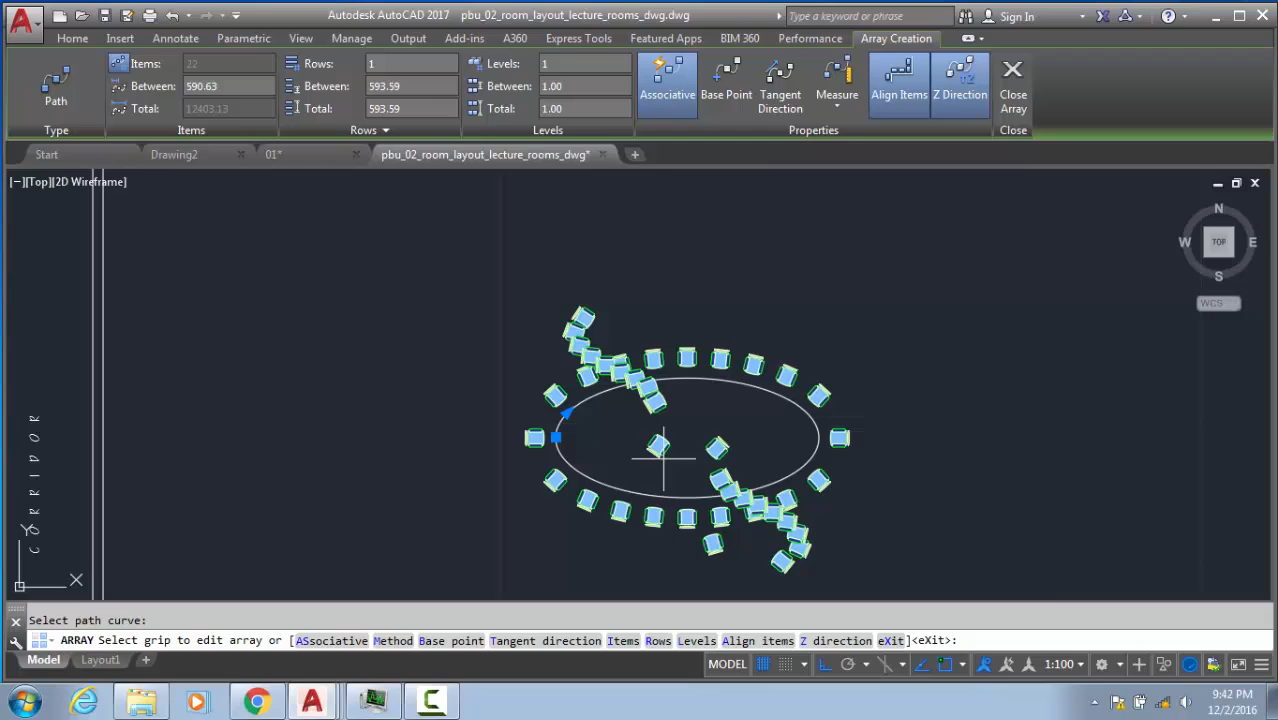 Autodesk AutoCAD 2017 pbu_02_room_layout_lecture_rooms_dwg.dwg Type a keyword or phrase Sign In
Home Insert Annotate Parametric View Manage Output Add-ins A360 Express Tools Featured Apps BIM 360 Performance Array Creation
Items: 22 Rows: 1 Levels: 1
Between: 590.63 Between: 593.59 Between: 1.00
Total: 12403.13 Total: 593.59 Total: 1.00
Path Associative Base Point Tangent Direction Measure Align Items Z Direction Close Array
Type Items Rows Levels Properties Close
Start Drawing2 01* pbu_02_room_layout_lecture_rooms_dwg*
[−][Top][2D Wireframe]
N
W TOP E
S
WCS
CORRIDOR
Y
X
Select path curve:
ARRAY Select grip to edit array or [ASsociative Method Base point Tangent direction Items Rows Levels Align items Z direction eXit]<eXit>:
Model Layout1 MODEL 1:100
9:42 PM
12/2/2016